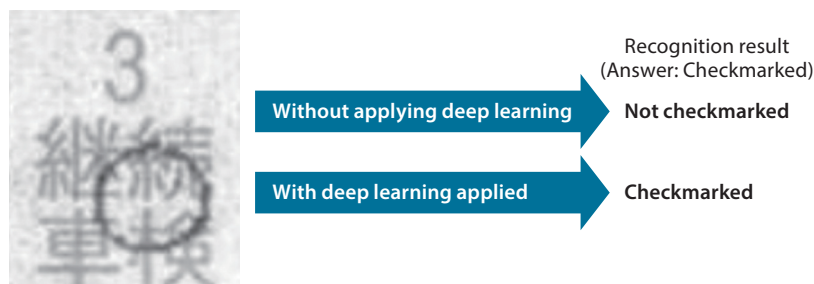 3
継続
車検
Recognition result
(Answer: Checkmarked)
Without applying deep learning
Not checkmarked
With deep learning applied
Checkmarked